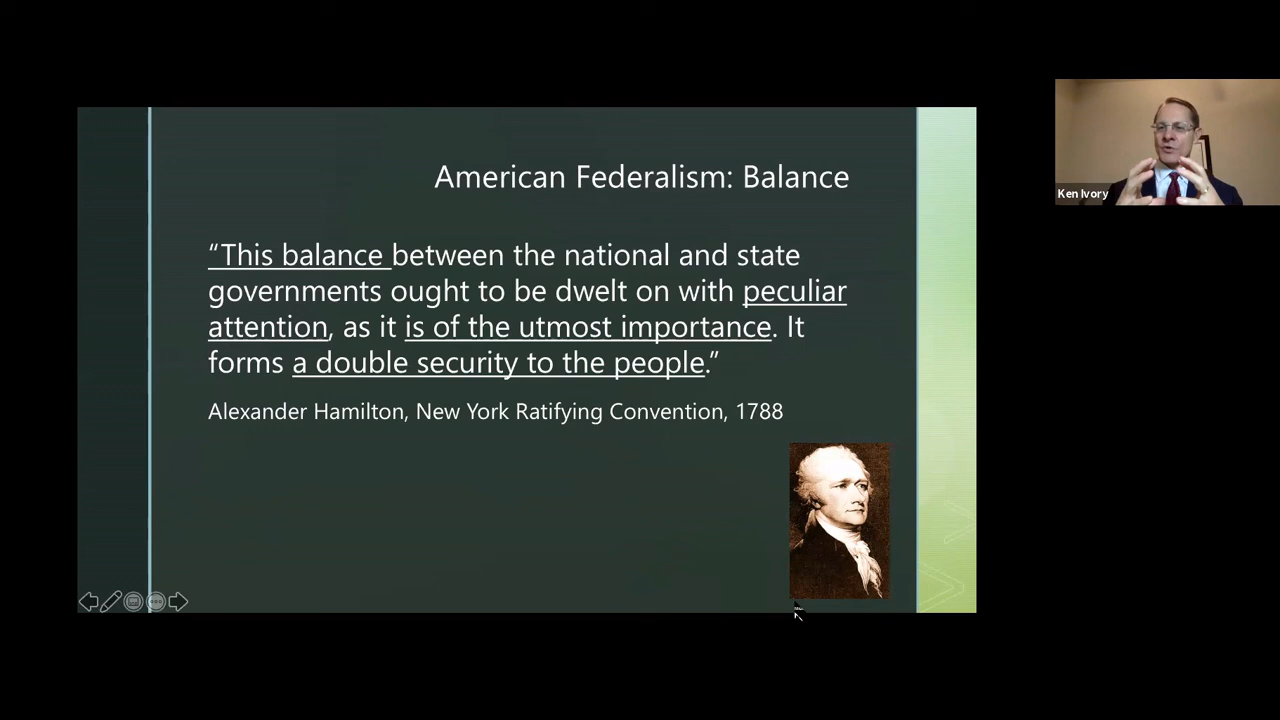 American Federalism: Balance
“This balance between the national and state
governments ought to be dwelt on with peculiar
attention, as it is of the utmost importance. It
forms a double security to the people.”
Alexander Hamilton, New York Ratifying Convention, 1788
Ken Ivory